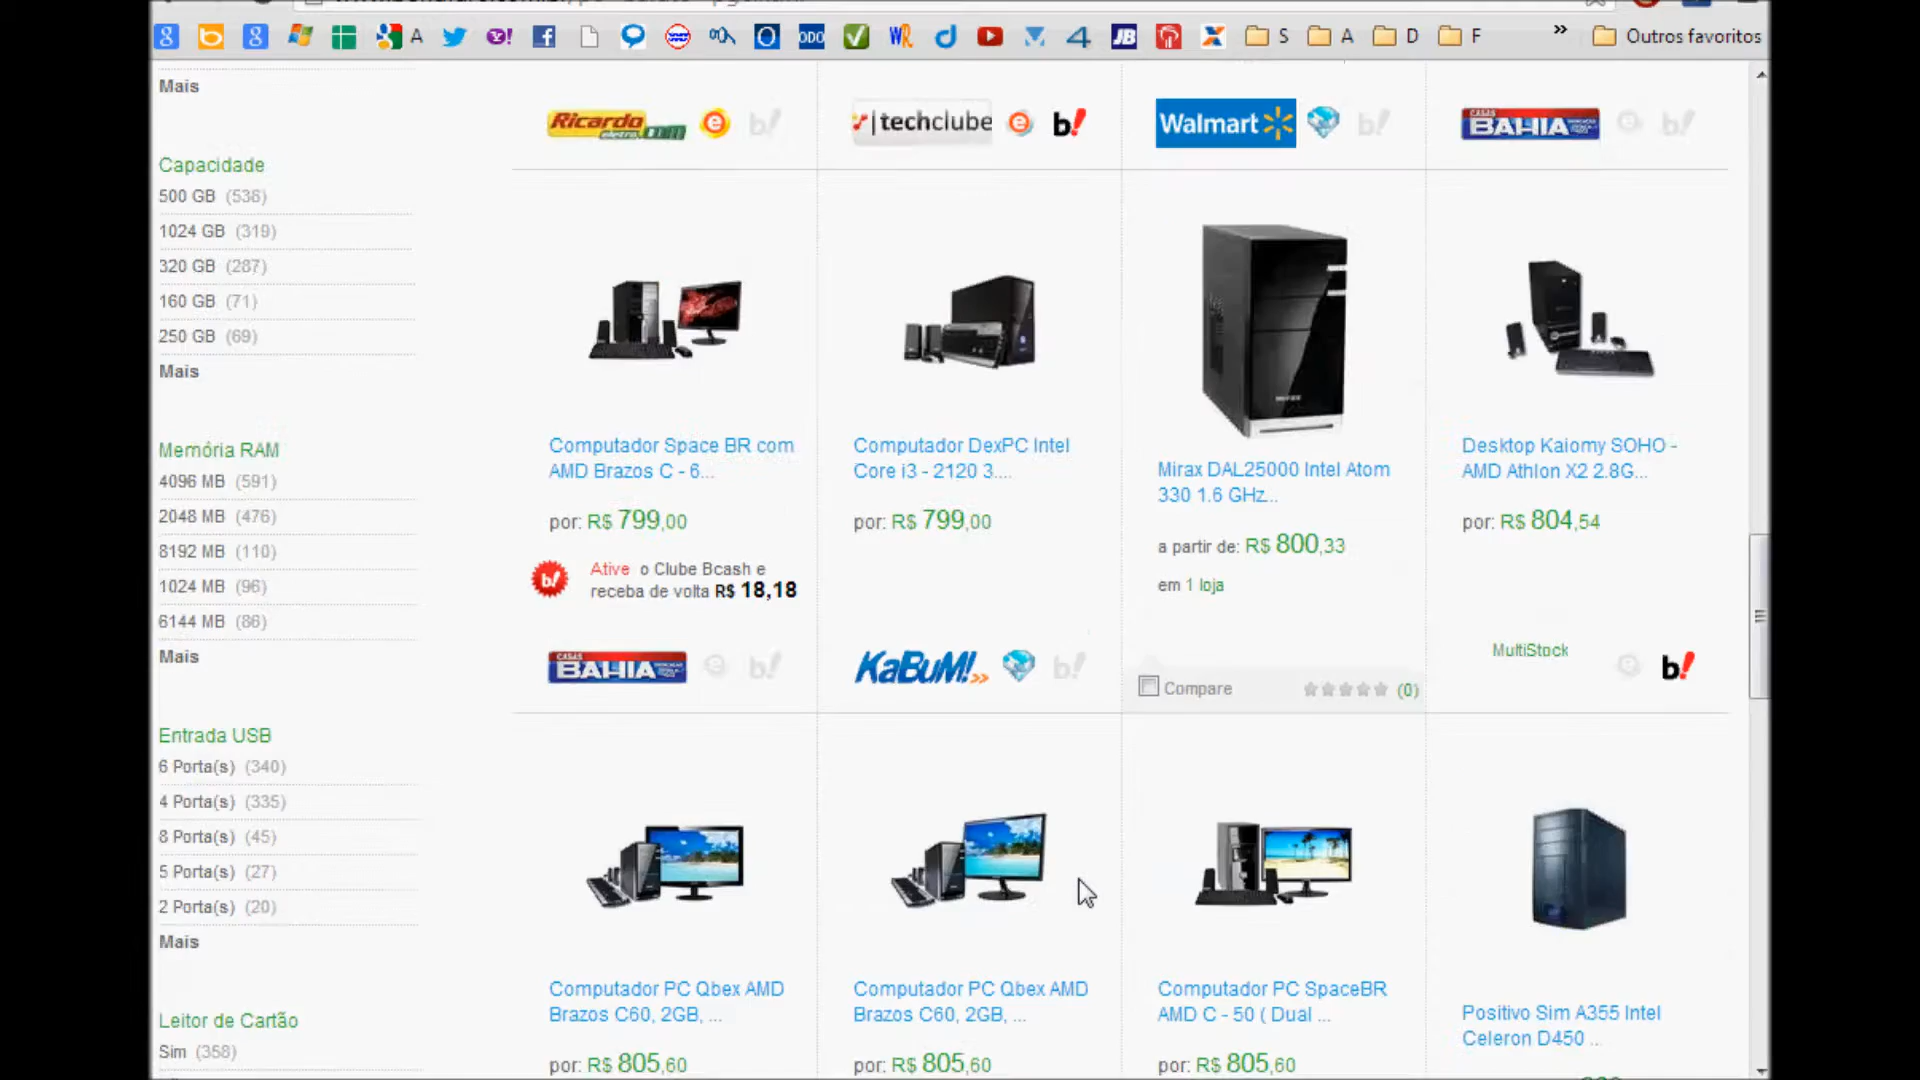 A
S
A
D
F
»
Outros favoritos
Mais
Ricardo
eletro.com
techclube
Walmart
CASAS
BAHIA
Capacidade
500 GB (538)
1024 GB (319)
320 GB (287)
160 GB (71)
250 GB (69)
Mais
Memória RAM
4096 MB (591)
2048 MB (476)
8192 MB (110)
1024 MB (96)
6144 MB (86)
Mais
Entrada USB
6 Porta(s) (340)
4 Porta(s) (335)
8 Porta(s) (45)
5 Porta(s) (27)
2 Porta(s) (20)
Mais
Leitor de Cartão
Sim (358)
Computador Space BR com
AMD Brazos C - 6...
por: R$ 799,00
Ative o Clube Bcash e
receba de volta R$ 18,18
CASAS
BAHIA
Computador DexPC Intel
Core i3 - 2120 3....
por: R$ 799,00
KaBuM!»
Mirax DAL25000 Intel Atom
330 1.6 GHz...
a partir de: R$ 800,33
em 1 loja
Compare
(0)
Desktop Kaiomy SOHO -
AMD Athlon X2 2.8G...
por: R$ 804,54
MultiStock
b!
Computador PC Qbex AMD
Brazos C60, 2GB, ...
por: R$ 805,60
Computador PC Qbex AMD
Brazos C60, 2GB, ...
por: R$ 805,60
Computador PC SpaceBR
AMD C - 50 ( Dual ...
por: R$ 805,60
Positivo Sim A355 Intel
Celeron D450 ...